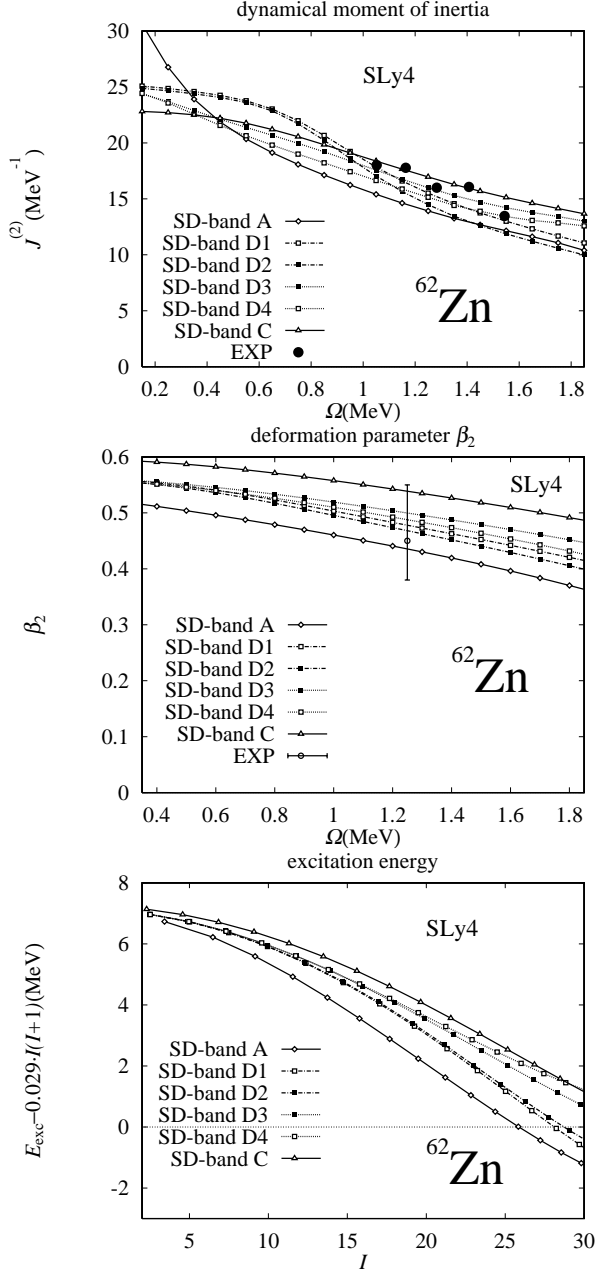 dynamical moment of inertia
30
25
20
15
10
5
0
J^(2) (MeV^-1)
SLy4
SD-band A
SD-band D1
SD-band D2
SD-band D3
SD-band D4
SD-band C
EXP
62Zn
0.2 0.4 0.6 0.8 1 1.2 1.4 1.6 1.8
Ω(MeV)
deformation parameter β2
0.6
0.5
0.4
0.3
0.2
0.1
0
β2
SLy4
SD-band A
SD-band D1
SD-band D2
SD-band D3
SD-band D4
SD-band C
EXP
62Zn
0.4 0.6 0.8 1 1.2 1.4 1.6 1.8
Ω(MeV)
excitation energy
8
6
4
2
0
-2
Eexc−0.029·I(I+1)(MeV)
SLy4
SD-band A
SD-band D1
SD-band D2
SD-band D3
SD-band D4
SD-band C
62Zn
5 10 15 20 25 30
I